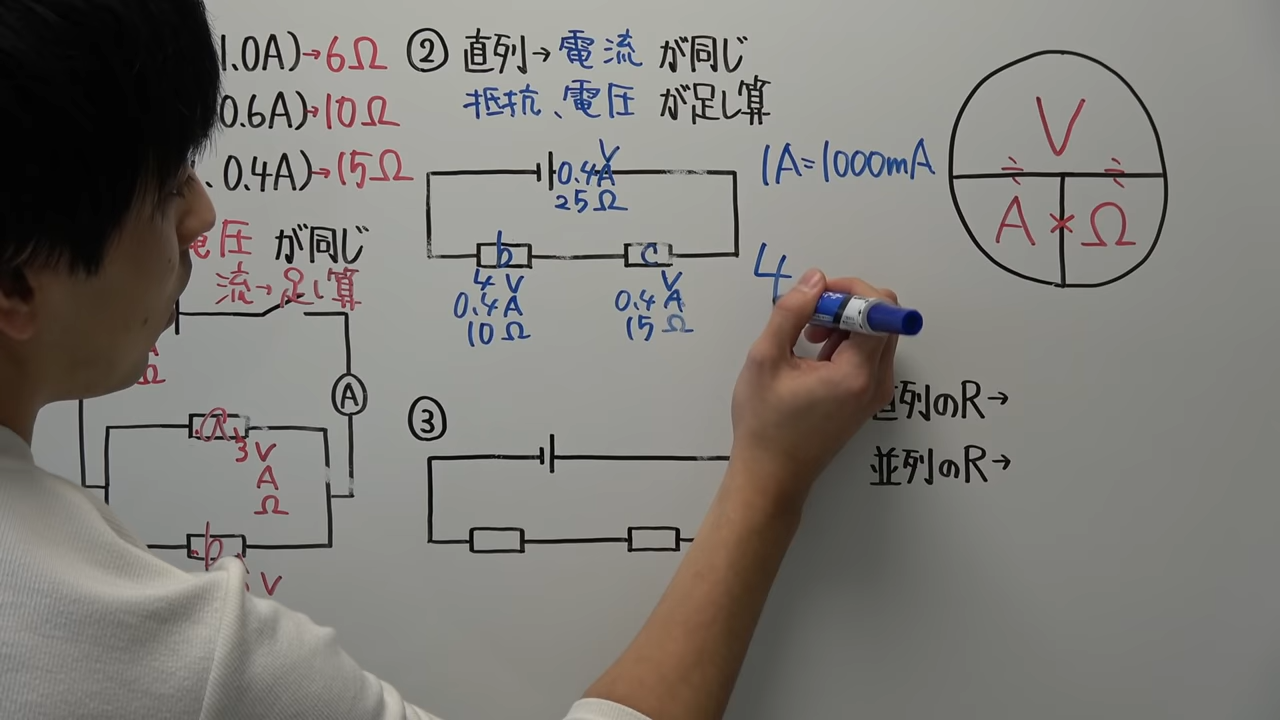 1.0A)→6Ω
0.6A)→10Ω
. 0.4A)→15Ω
電圧 が同じ
流→足し算
A
Ω
A
R
3 V
A
Ω
b
V
② 直列→電流 が同じ
抵抗、電圧 が足し算
V
0.4A
25Ω
b
4 V
0.4A
10Ω
c
V
0.4A
15Ω
1A=1000mA
4
V
÷ ÷
A×Ω
③
直列のR→
並列のR→